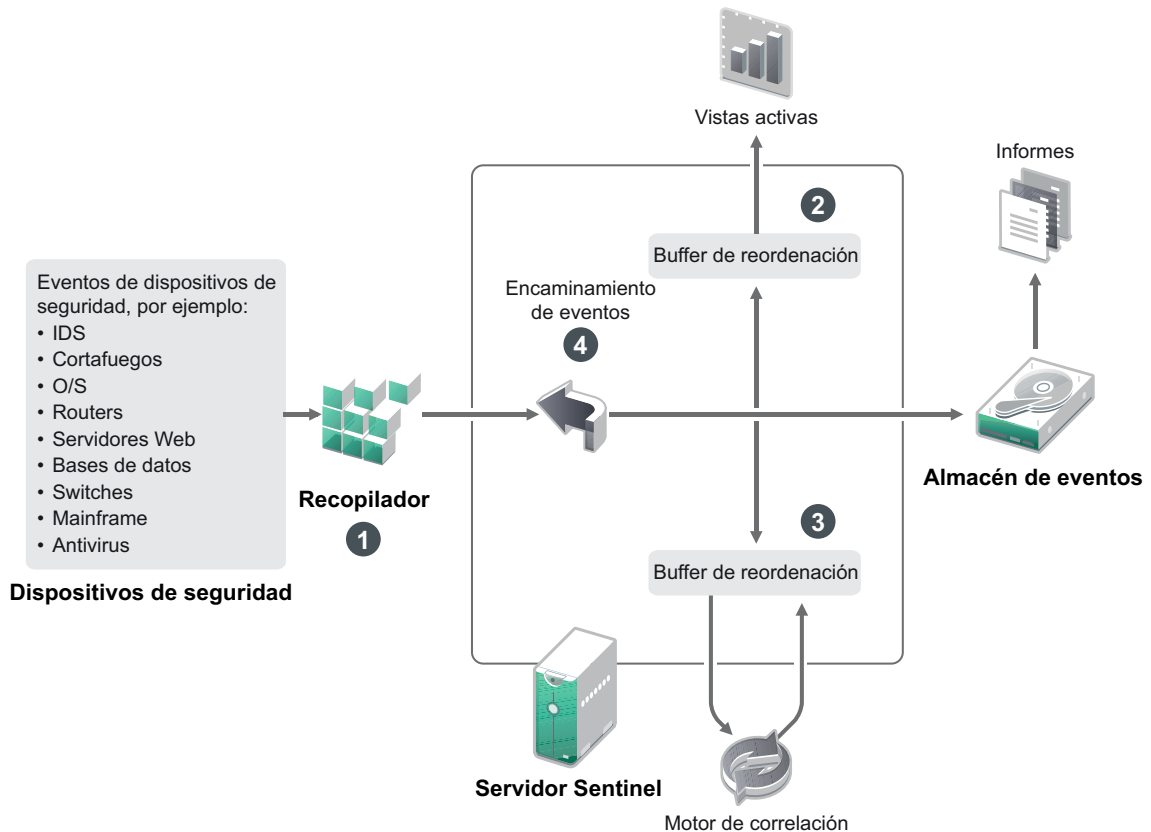 Vistas activas
Informes
2
Buffer de reordenación
Eventos de dispositivos de
seguridad, por ejemplo:
• IDS
• Cortafuegos
• O/S
• Routers
• Servidores Web
• Bases de datos
• Switches
• Mainframe
• Antivirus
Dispositivos de seguridad
Recopilador
1
Encaminamiento
de eventos
4
Almacén de eventos
3
Buffer de reordenación
Servidor Sentinel
Motor de correlación